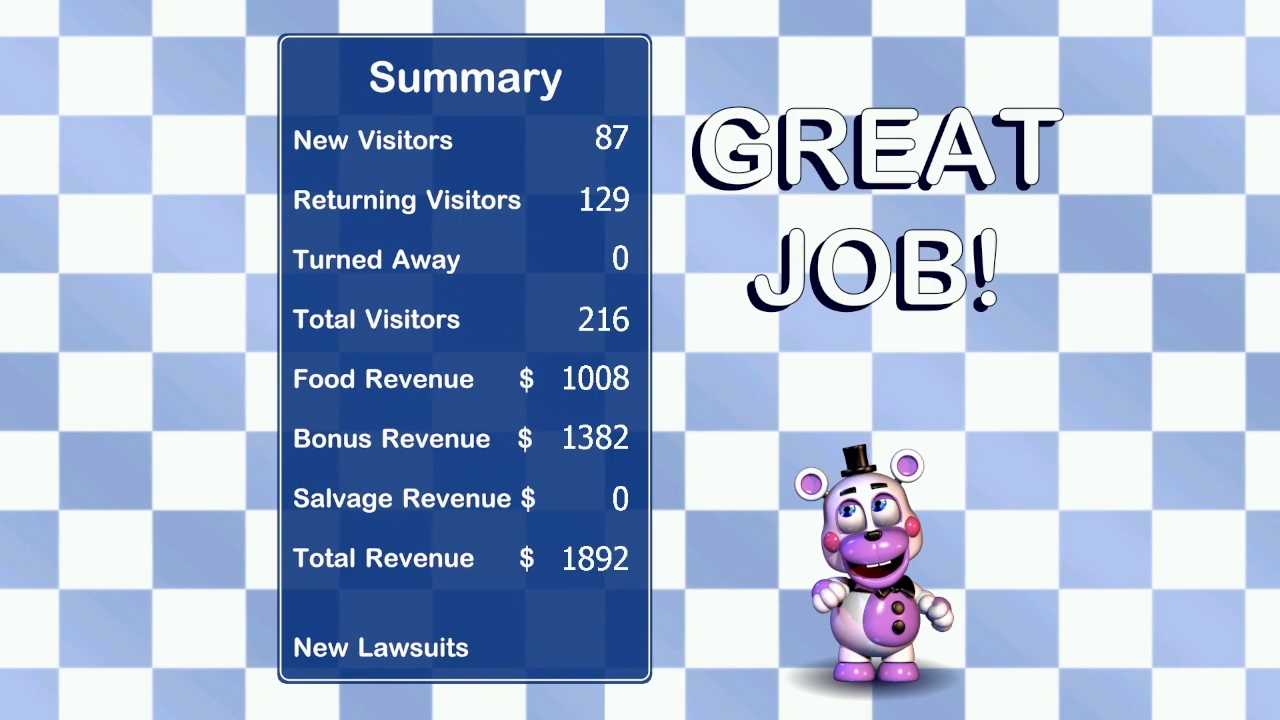 Summary
New Visitors 87
Returning Visitors 129
Turned Away 0
Total Visitors 216
Food Revenue $ 1008
Bonus Revenue $ 1382
Salvage Revenue $ 0
Total Revenue $ 1892
New Lawsuits
GREAT
JOB!